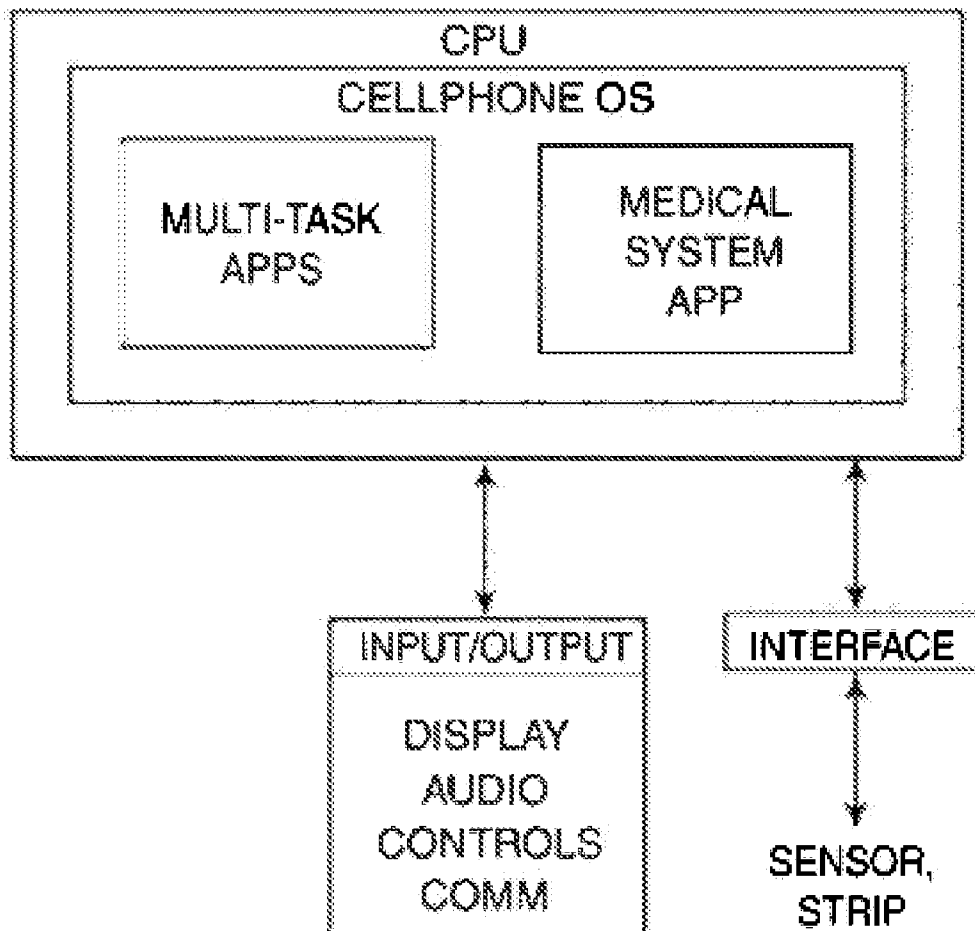 CPU
CELLPHONE OS
MULTI-TASK
APPS
MEDICAL
SYSTEM
APP
INPUT/OUTPUT
DISPLAY
AUDIO
CONTROLS
COMM
INTERFACE
SENSOR,
STRIP